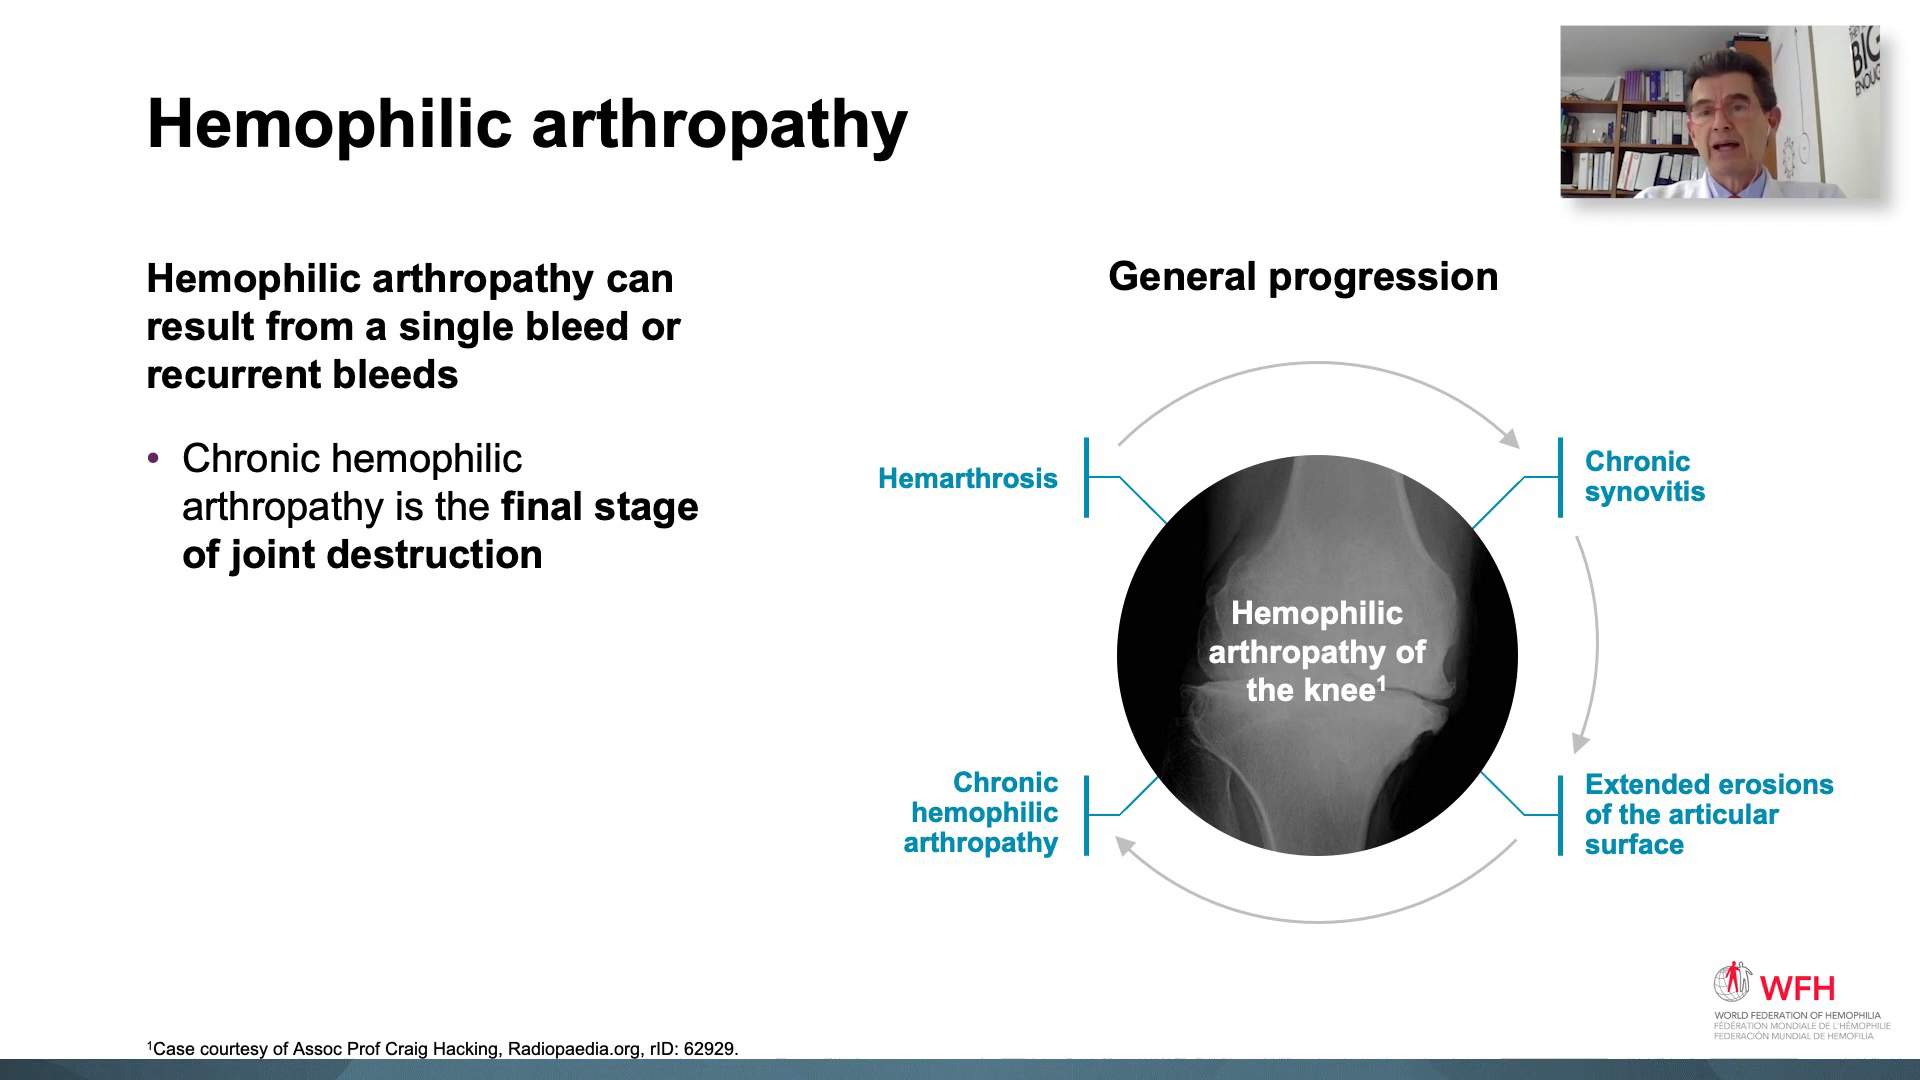 Hemophilic arthropathy
BIG
ENOUG
Hemophilic arthropathy can
result from a single bleed or
recurrent bleeds
• Chronic hemophilic
arthropathy is the final stage
of joint destruction
General progression
Hemarthrosis
Chronic
synovitis
Hemophilic
arthropathy of
the knee¹
Chronic
hemophilic
arthropathy
Extended erosions
of the articular
surface
WFH
WORLD FEDERATION OF HEMOPHILIA
FÉDÉRATION MONDIALE DE L'HÉMOPHILIE
FEDERACIÓN MUNDIAL DE HEMOFILIA
¹Case courtesy of Assoc Prof Craig Hacking, Radiopaedia.org, rID: 62929.